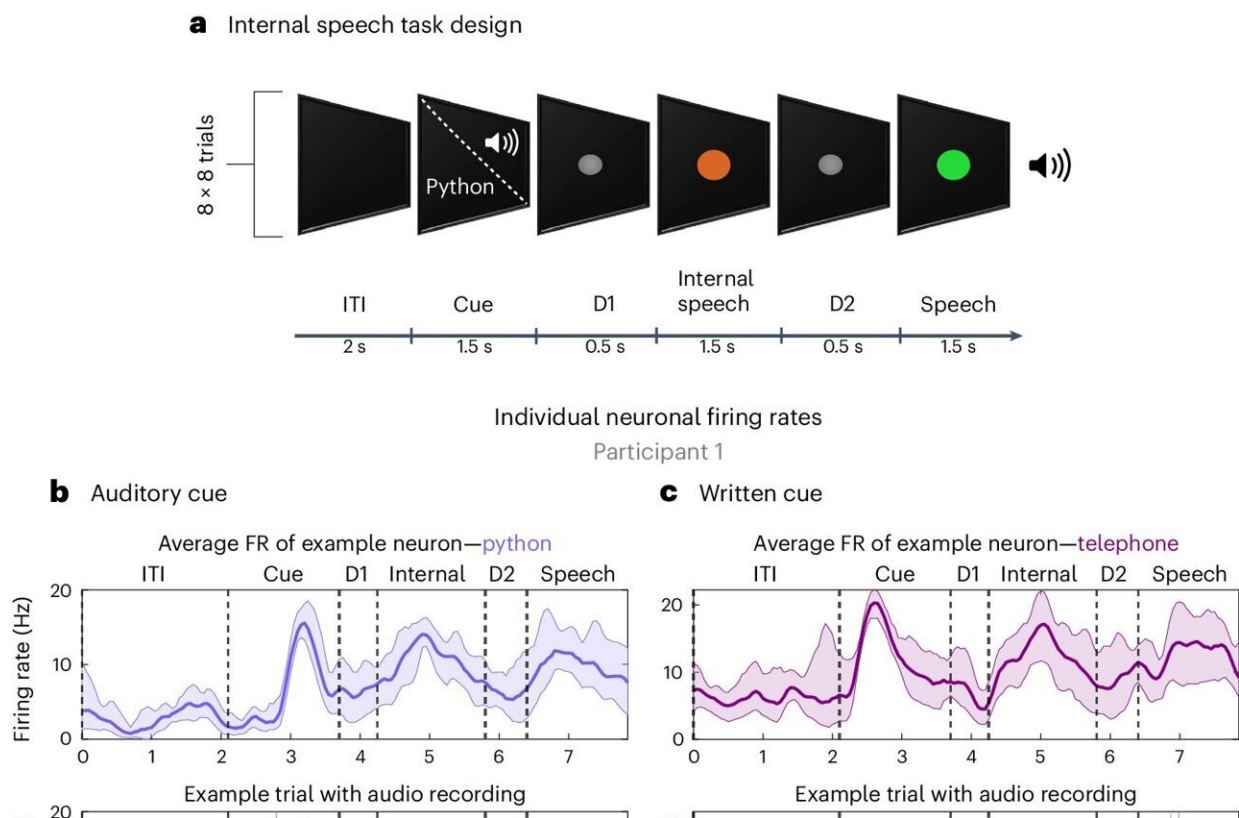 a Internal speech task design
8 × 8 trials
Python
ITI
Cue
D1
Internal
speech
D2
Speech
2 s
1.5 s
0.5 s
1.5 s
0.5 s
1.5 s
Individual neuronal firing rates
Participant 1
b Auditory cue
Average FR of example neuron—python
ITI Cue D1 Internal D2 Speech
Firing rate (Hz)
20
10
0
0 1 2 3 4 5 6 7
Example trial with audio recording
20
c Written cue
Average FR of example neuron—telephone
ITI Cue D1 Internal D2 Speech
20
10
0
0 1 2 3 4 5 6 7
Example trial with audio recording